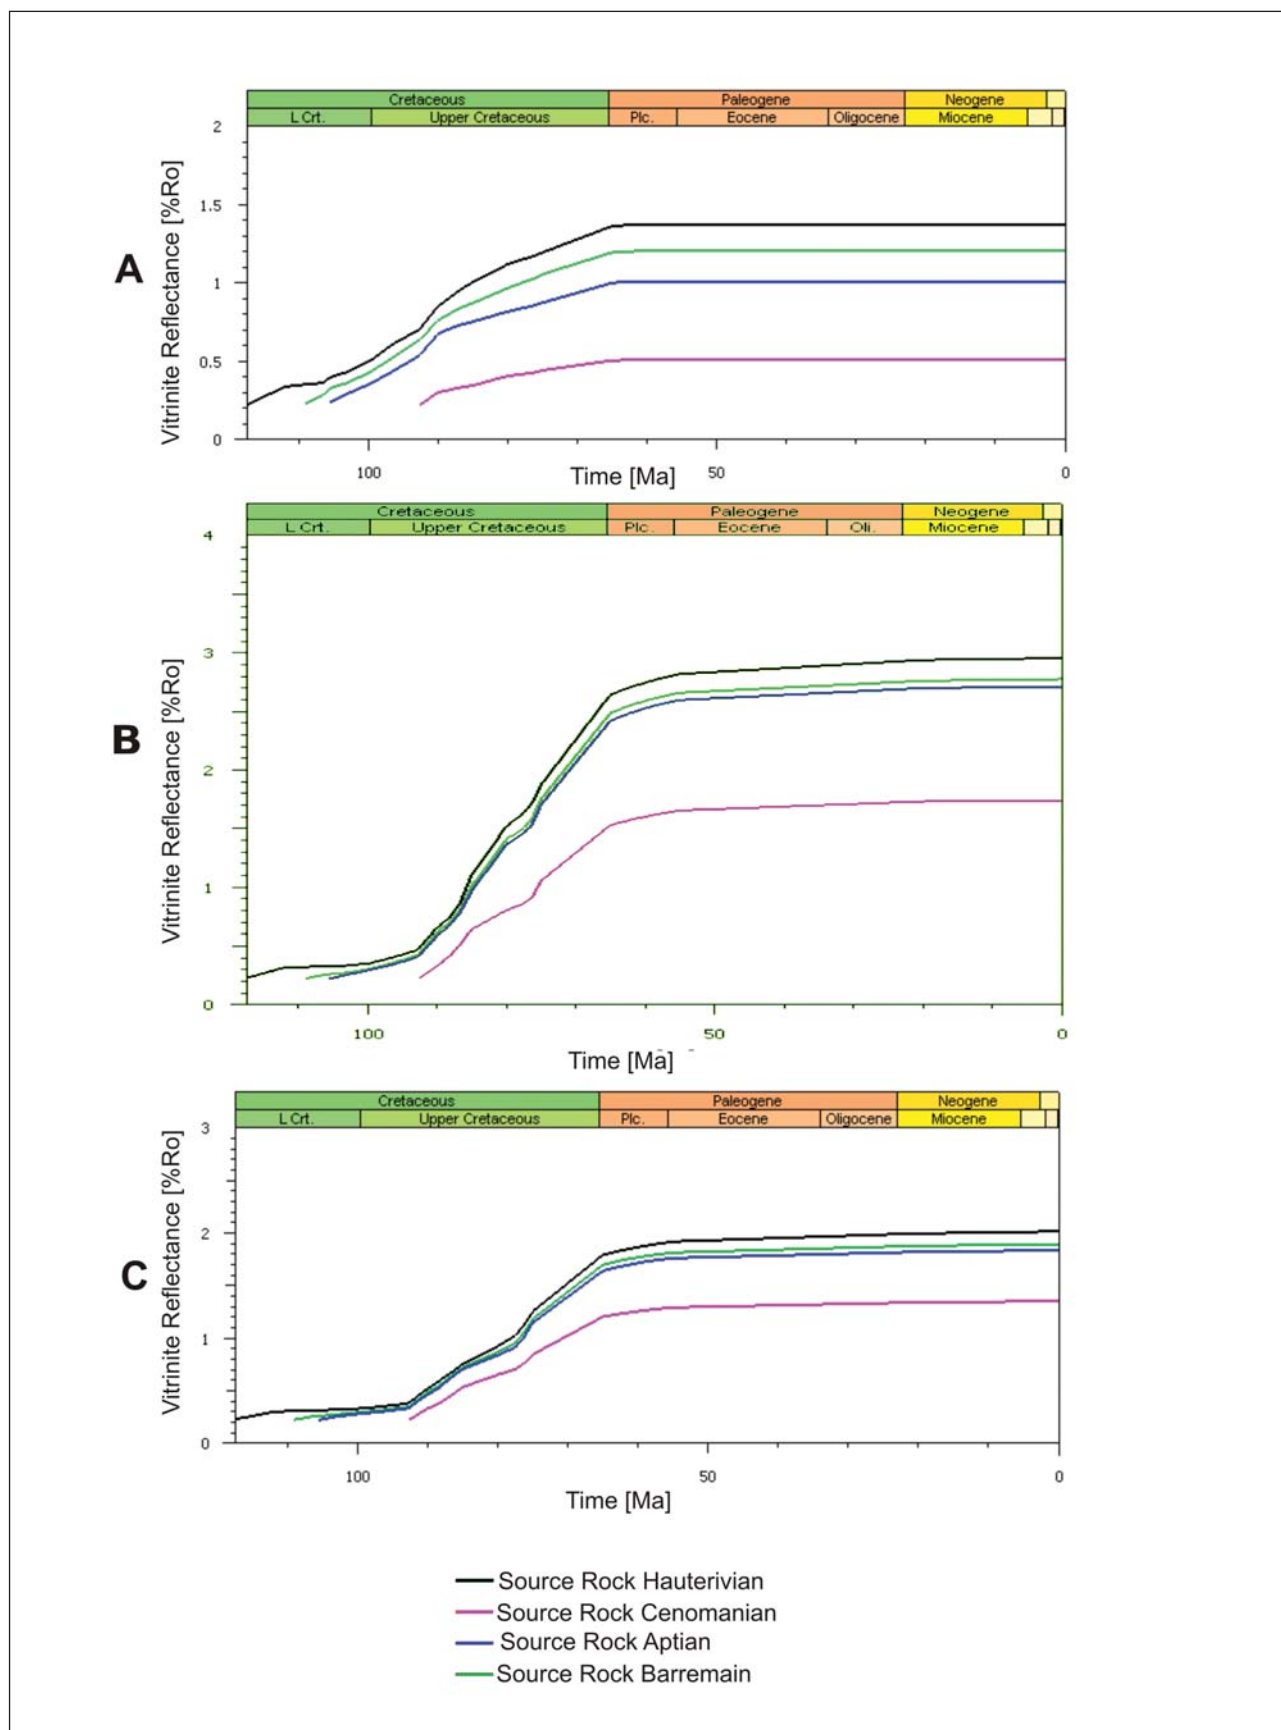 Cretaceous Paleogene Neogene
L Crt. Upper Cretaceous Plc. Eocene Oligocene Miocene
2
1.5
1
0.5
0
Vitrinite Reflectance [%Ro]
A
100 50 0
Time [Ma]
Cretaceous Paleogene Neogene
L Crt. Upper Cretaceous Plc. Eocene Oli. Miocene
4
3
2
1
0
Vitrinite Reflectance [%Ro]
B
100 50 0
Time [Ma]
Cretaceous Paleogene Neogene
L Crt. Upper Cretaceous Plc. Eocene Oligocene Miocene
3
2
1
0
Vitrinite Reflectance [%Ro]
C
100 50 0
Time [Ma]
Source Rock Hauterivian
Source Rock Cenomanian
Source Rock Aptian
Source Rock Barremain